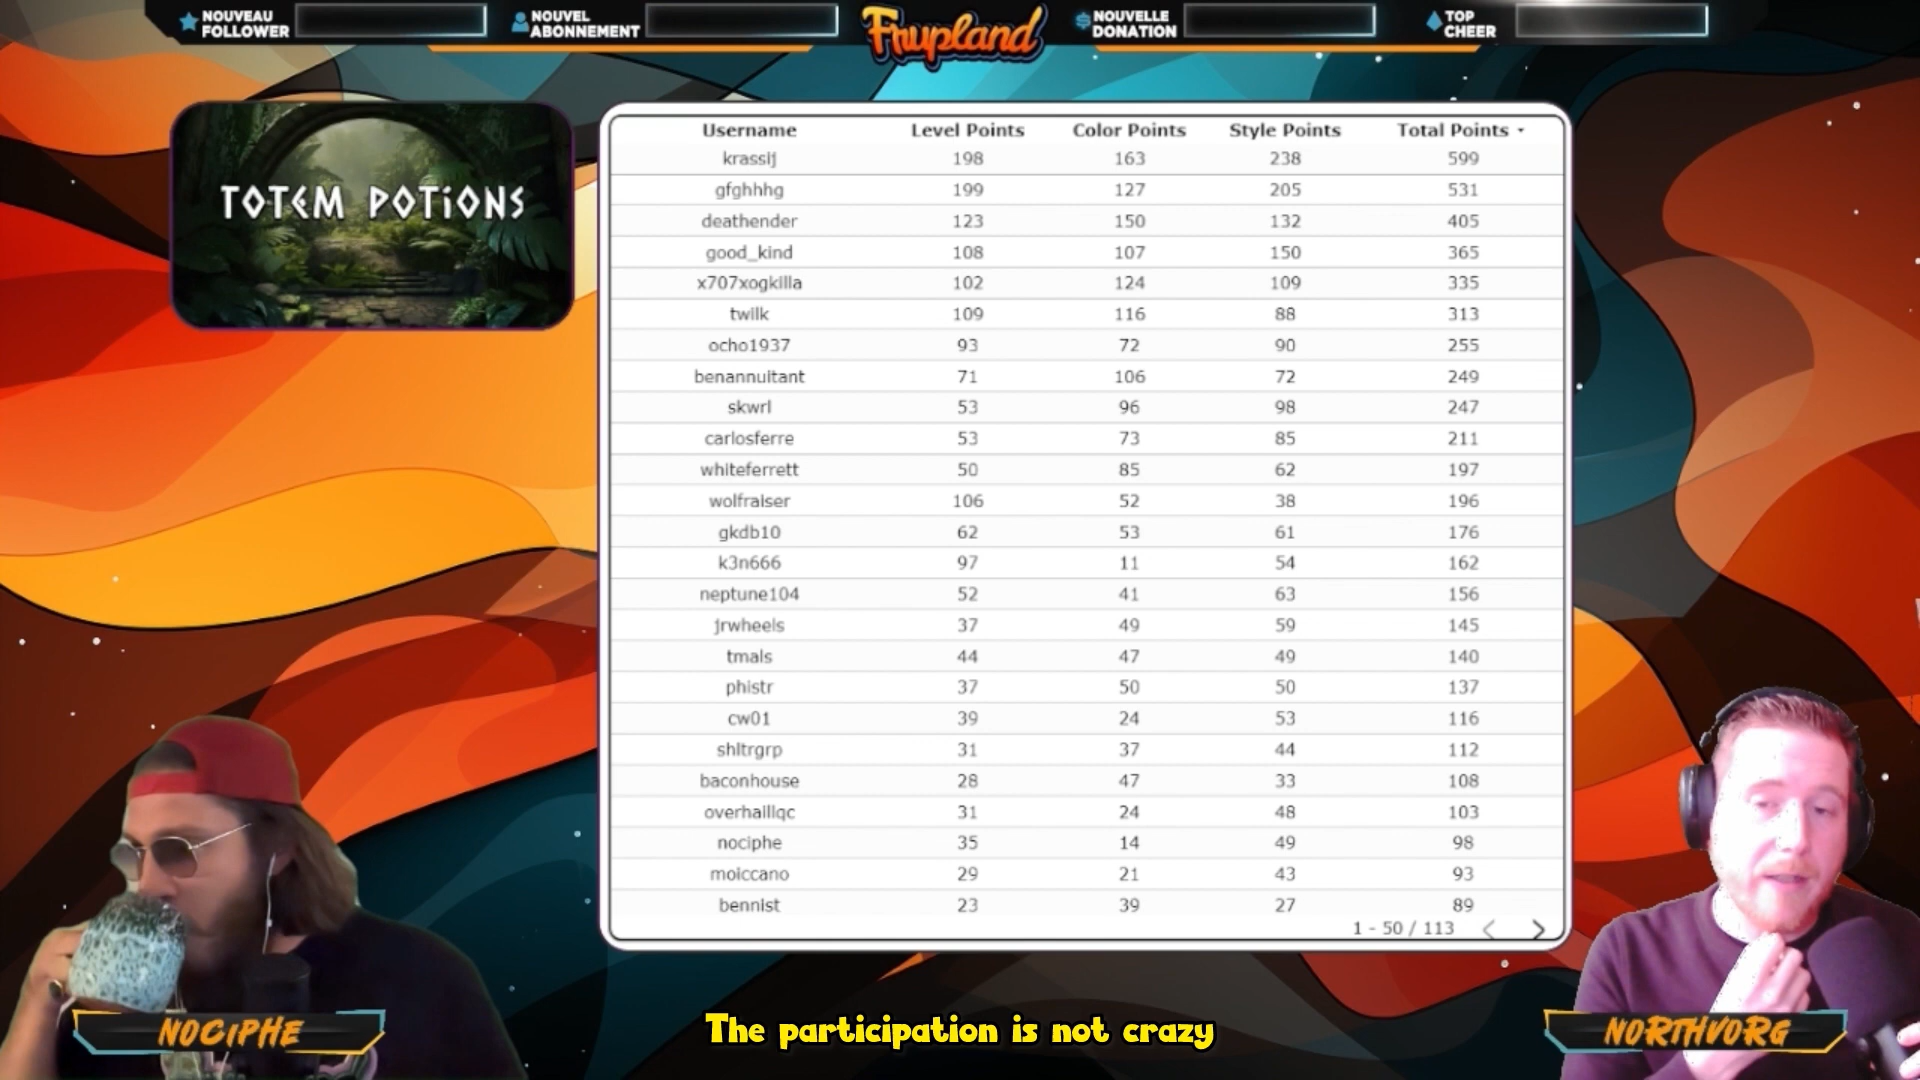 NOUVEAU
FOLLOWER
NOUVEL
ABONNEMENT
Frupland
NOUVELLE
DONATION
TOP
CHEER
TOTEM POTIONS
Username Level Points Color Points Style Points Total Points
krasslj 198 163 238 599
gfghhhg 199 127 205 531
deathender 123 150 132 405
good_kind 108 107 150 365
x707xogkilla 102 124 109 335
twilk 109 116 88 313
ocho1937 93 72 90 255
benannultant 71 106 72 249
skwrl 53 96 98 247
carlosferre 53 73 85 211
whiteferrett 50 85 62 197
wolfraiser 106 52 38 196
gkdb10 62 53 61 176
k3n666 97 11 54 162
neptune104 52 41 63 156
jrwheels 37 49 59 145
tmals 44 47 49 140
phistr 37 50 50 137
cw01 39 24 53 116
shltrgrp 31 37 44 112
baconhouse 28 47 33 108
overhalllqc 31 24 48 103
nociphe 35 14 49 98
moiccano 29 21 43 93
bennist 23 39 27 89
1 - 50 / 113
NOCIPHE
The participation is not crazy
NORTHVORG